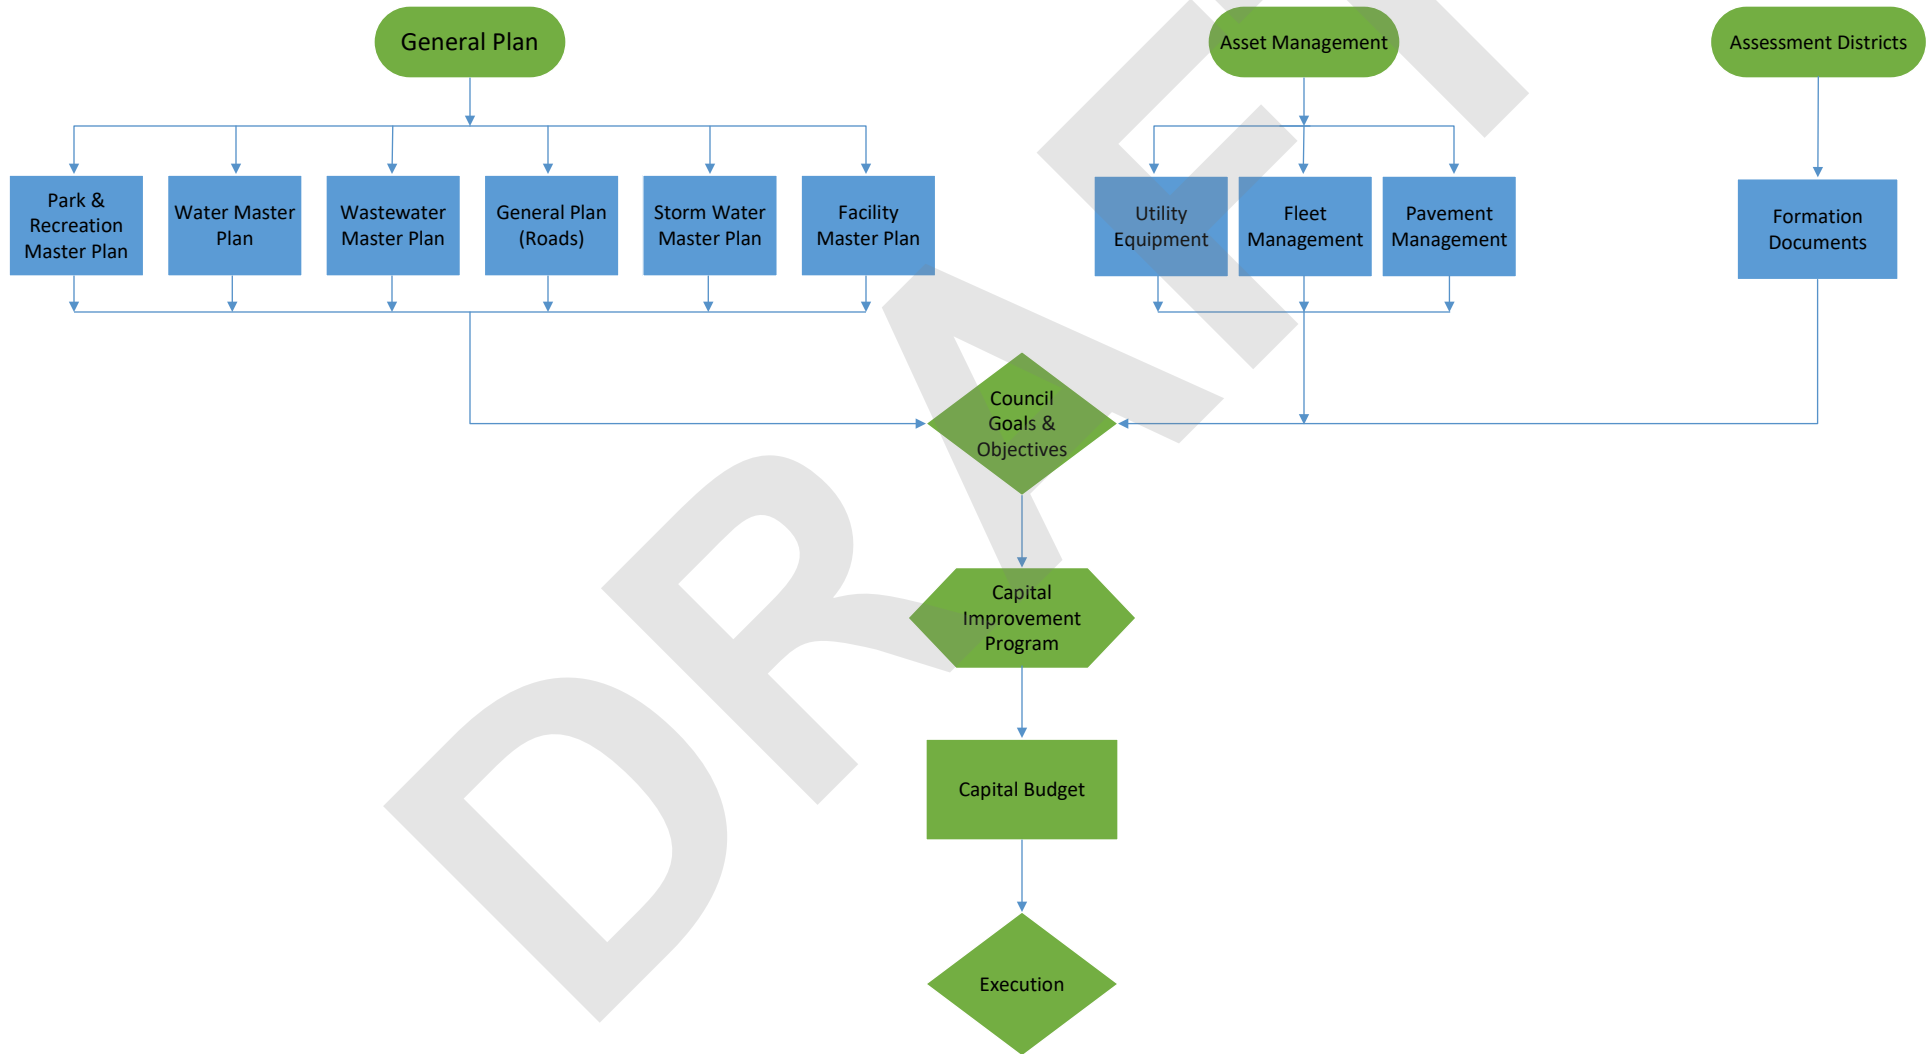 General Plan
Asset Management
Assessment Districts
Park &
Recreation
Master Plan
Water Master
Plan
Wastewater
Master Plan
General Plan
(Roads)
Storm Water
Master Plan
Facility
Master Plan
Utility
Equipment
Fleet
Management
Pavement
Management
Formation
Documents
Council
Goals &
Objectives
Capital
Improvement
Program
Capital Budget
Execution
DRAFT